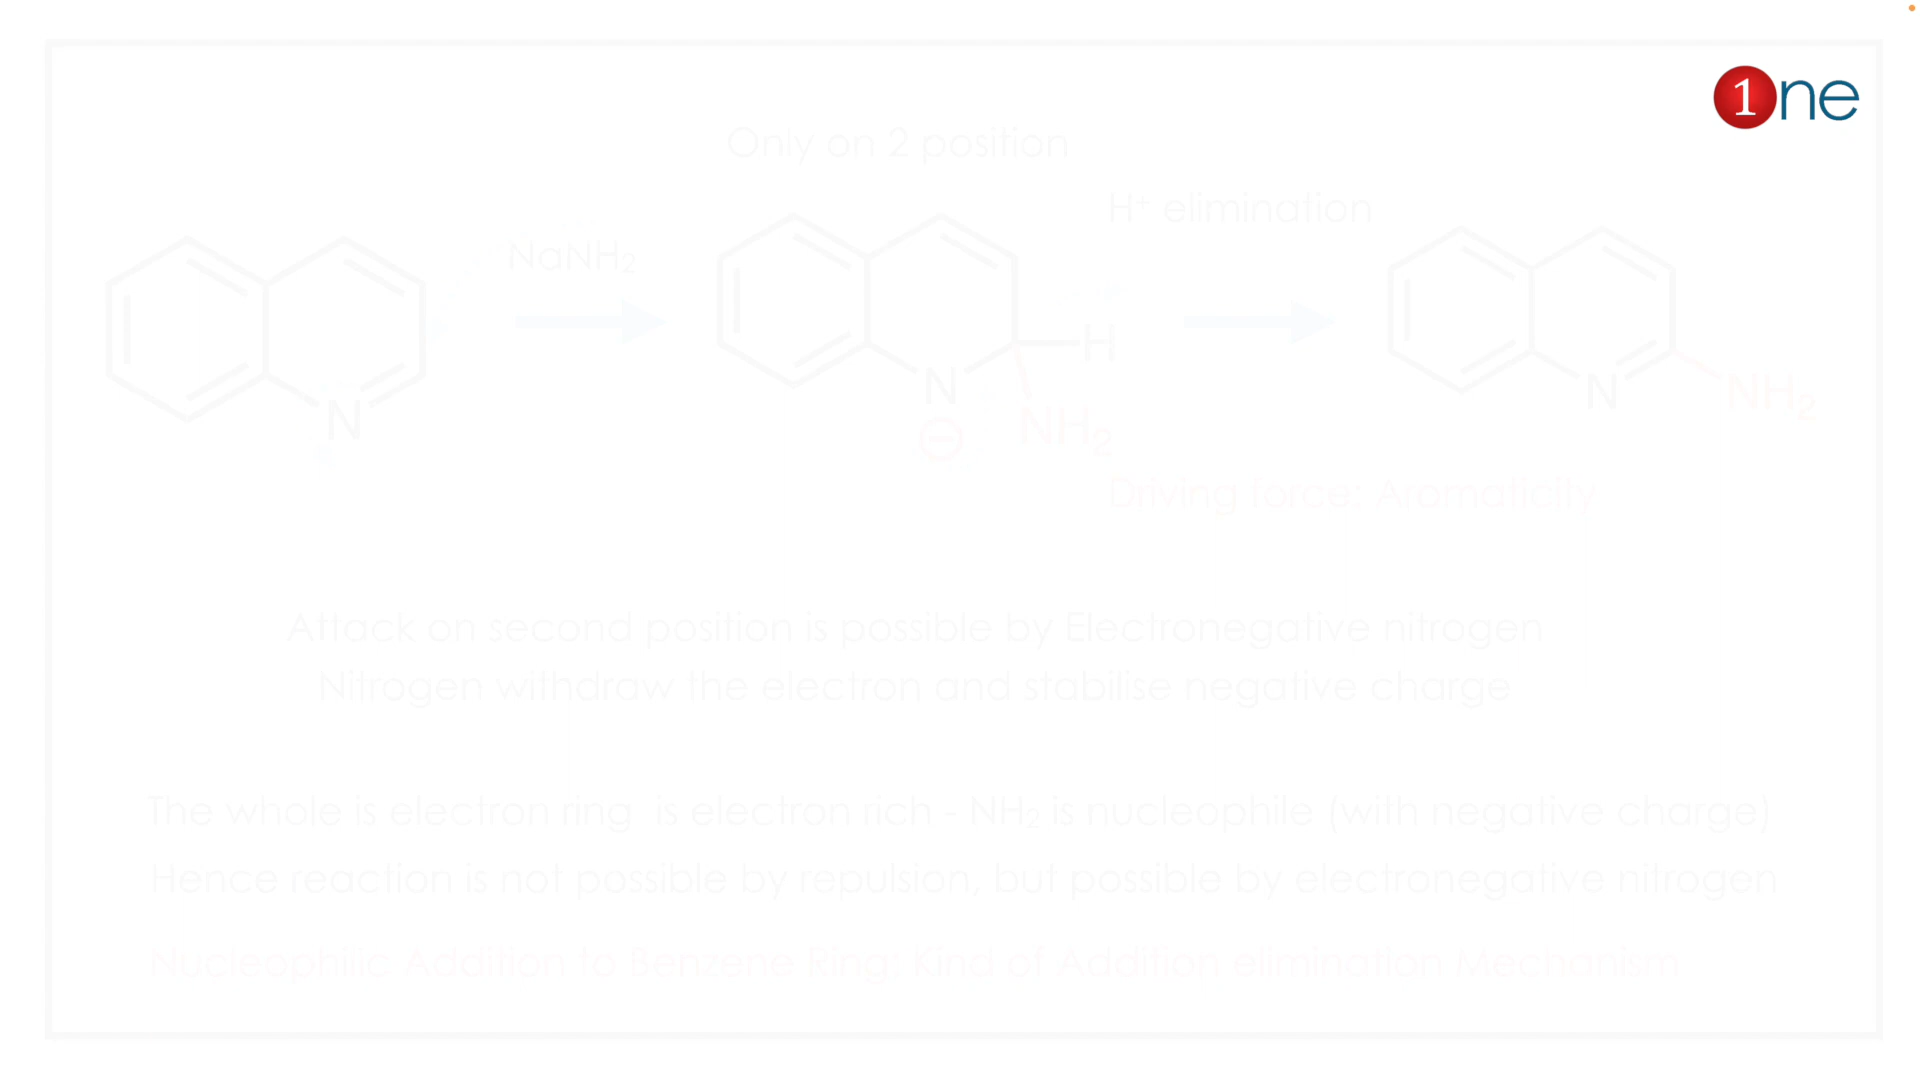 1ne
Only on 2 position
H⁺ elimination
NaNH₂
H
N
N
N
NH₂
⊖
NH₂
Driving force: Aromaticity
Attack on second position is possible by Electronegative nitrogen
Nitrogen withdraw the electron and stabilise negative charge
The whole is electron ring is electron rich - NH₂ is nucleophile (with negative charge)
Hence reaction is not possible by repulsion, but possible by electronegative nitrogen
Nucleophilic Addition to Benzene Ring: Kind of Addition elimination Mechanism